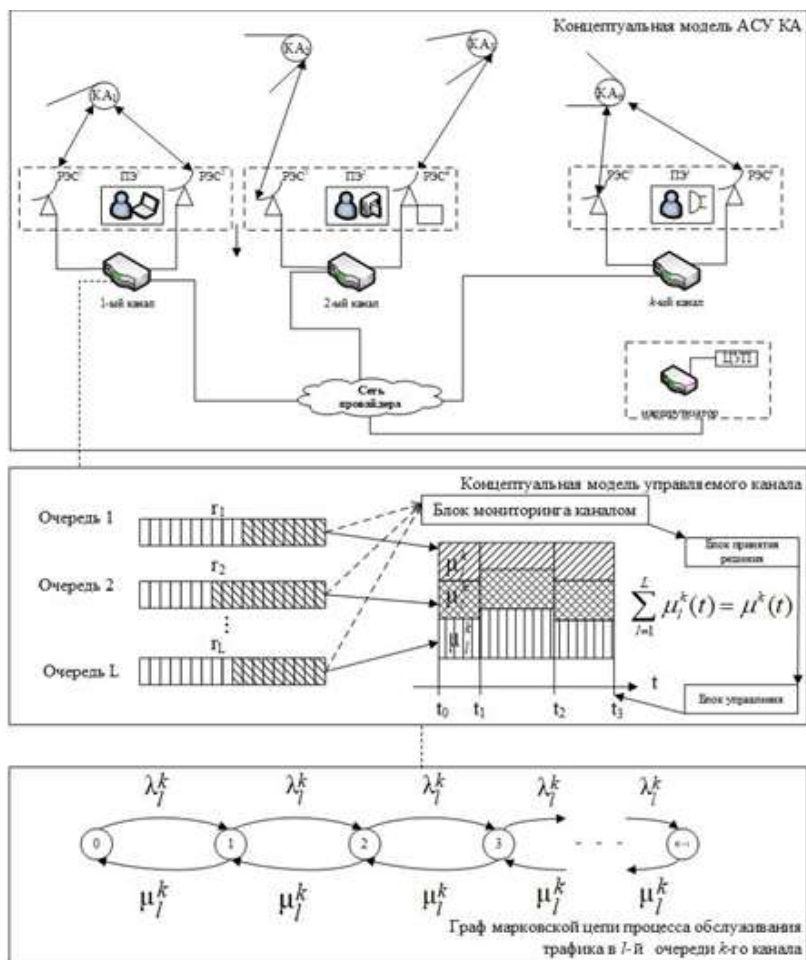 Концептуальная модель АСУ КА
КА₁
КА₂
КА₃
РЭС
ПЭ
РЭС
РЭС
ПЭ
РЭС
РЭС
ПЭ
РЭС
1-ый канал
2-ый канал
k-ый канал
ЦУП
маршрутизатор
Сеть
провайдера
Концептуальная модель управляемого канала
Блок мониторинга каналом
Блок принятия
решения
Очередь 1
r₁
Очередь 2
r₂
⋮
Очередь L
r_L
∑_{l=1}^{L} μ_l^k(t) = μ^k(t)
Блок управления
t
t₀ t₁ t₂ t₃
λ_l^k λ_l^k λ_l^k λ_l^k λ_l^k
0 1 2 3 - - -
μ_l^k μ_l^k μ_l^k μ_l^k μ_l^k
Граф марковской цепи процесса обслуживания
трафика в l-й очереди k-го канала